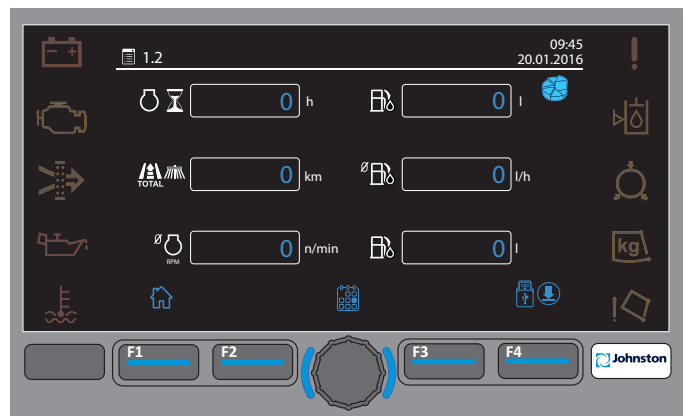 - +
1.2
09:45
20.01.2016
0 h
0 l
TOTAL
0 km
Ø
0 l/h
Ø
RPM
0 n/min
0 l
kg
!
!
F1
F2
F3
F4
Johnston